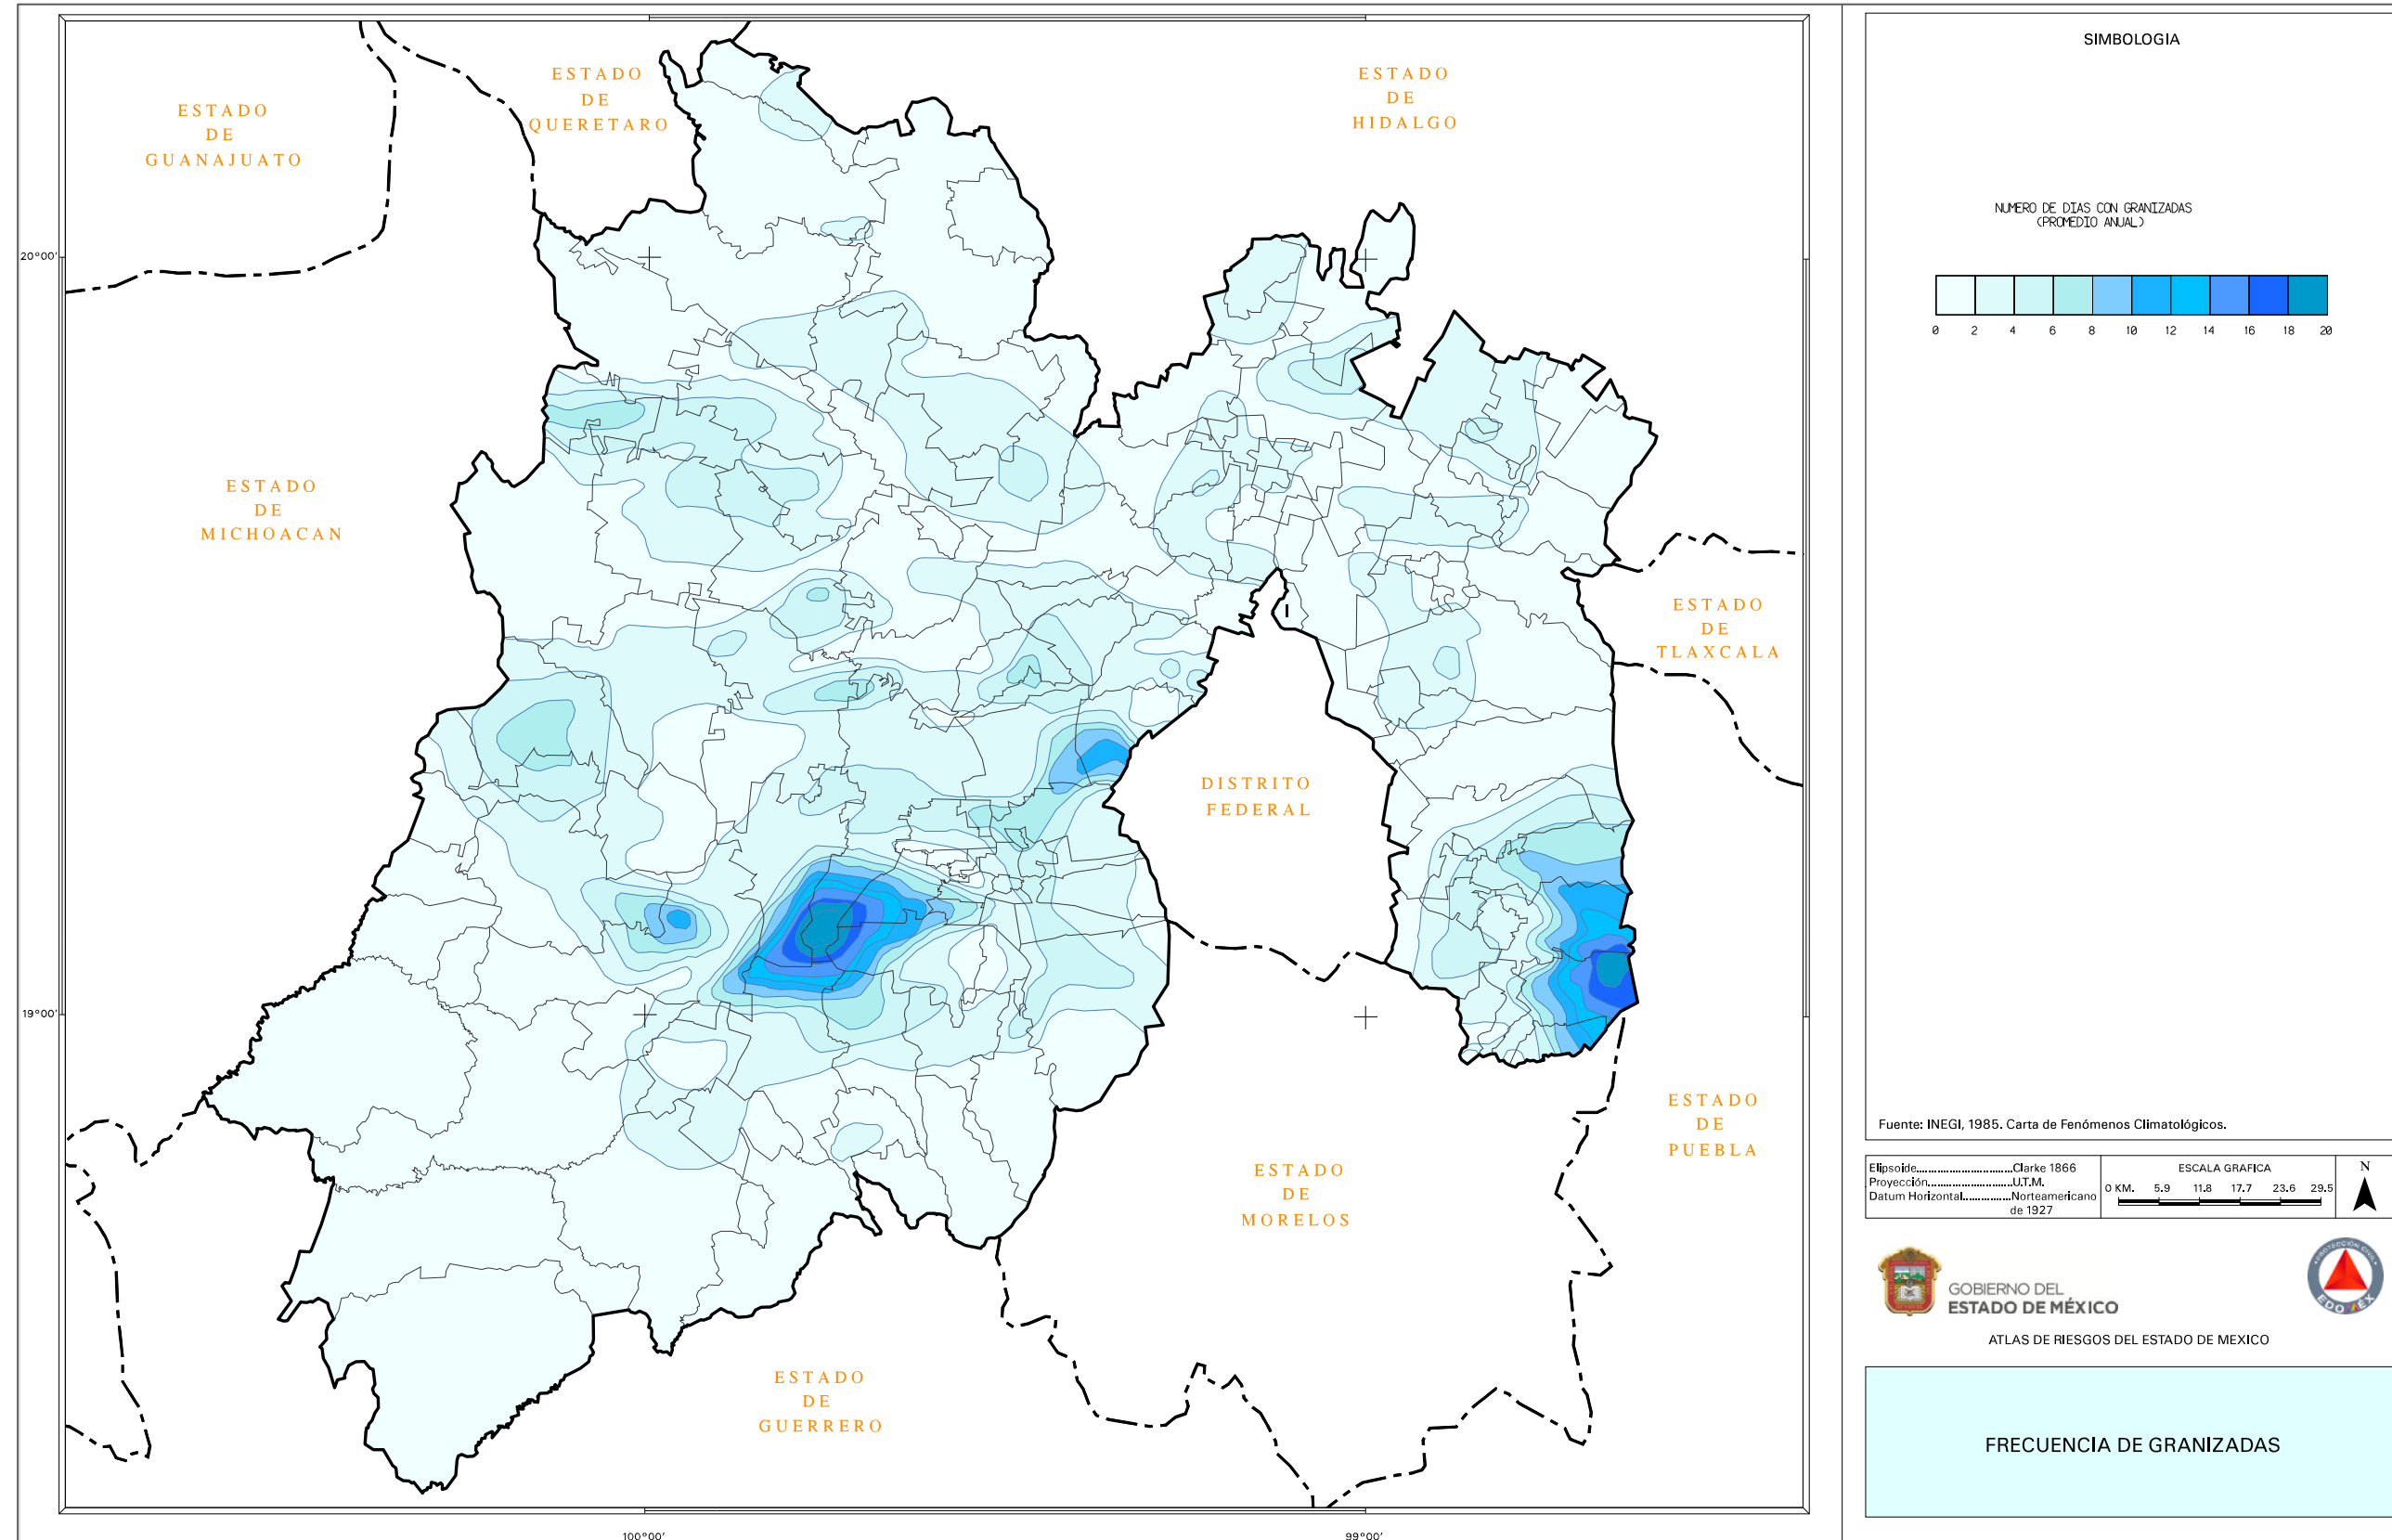 ESTADO
DE
GUANAJUATO
ESTADO
DE
QUERETARO
ESTADO
DE
HIDALGO
20°00'
ESTADO
DE
MICHOACAN
ESTADO
DE
TLAXCALA
DISTRITO
FEDERAL
19°00'
ESTADO
DE
PUEBLA
ESTADO
DE
MORELOS
ESTADO
DE
GUERRERO
100°00'
99°00'
SIMBOLOGIA
NUMERO DE DIAS CON GRANIZADAS
(PROMEDIO ANUAL)
0 2 4 6 8 10 12 14 16 18 20
Fuente: INEGI, 1985. Carta de Fenómenos Climatológicos.
Elipsoide..............................Clarke 1866
Proyección..........................U.T.M.
Datum Horizontal...............Norteamericano
de 1927
ESCALA GRAFICA
0 KM. 5.9 11.8 17.7 23.6 29.5
N
GOBIERNO DEL
ESTADO DE MÉXICO
PROTECCIÓN CIVIL
EDOMÉX
ATLAS DE RIESGOS DEL ESTADO DE MEXICO
FRECUENCIA DE GRANIZADAS